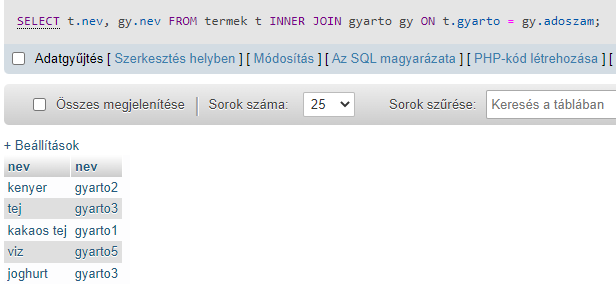 SELECT t.nev, gy.nev FROM termek t INNER JOIN gyarto gy ON t.gyarto = gy.adoszam;
Adatgyűjtés [ Szerkesztés helyben ] [ Módosítás ] [ Az SQL magyarázata ] [ PHP-kód létrehozása ] [
Összes megjelenítése | Sorok száma: 25 Sorok szűrése: Keresés a táblában
+ Beállítások
nev nev
kenyer gyarto2
tej gyarto3
kakaos tej gyarto1
viz gyarto5
joghurt gyarto3